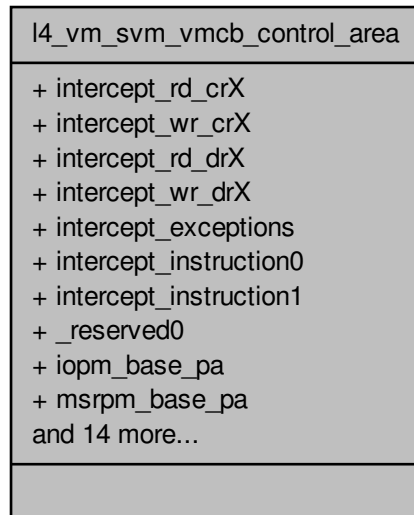 l4_vm_svm_vmcb_control_area
+ intercept_rd_crX
+ intercept_wr_crX
+ intercept_rd_drX
+ intercept_wr_drX
+ intercept_exceptions
+ intercept_instruction0
+ intercept_instruction1
+ _reserved0
+ iopm_base_pa
+ msrpm_base_pa
and 14 more...